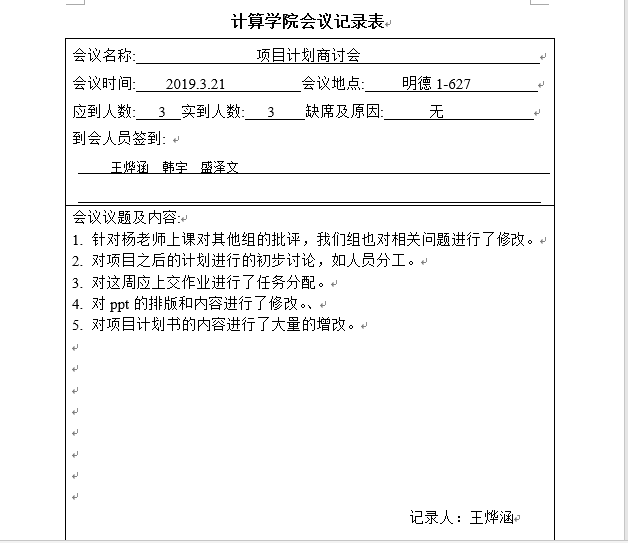 计算学院会议记录表
会议名称: 项目计划商讨会
会议时间: 2019.3.21 会议地点: 明德 1-627
应到人数: 3 实到人数: 3 缺席及原因: 无
到会人员签到:
王烨涵 韩宇 盛泽文
会议议题及内容:
1. 针对杨老师上课对其他组的批评，我们组也对相关问题进行了修改。
2. 对项目之后的计划进行的初步讨论，如人员分工。
3. 对这周应上交作业进行了任务分配。
4. 对 ppt 的排版和内容进行了修改。、
5. 对项目计划书的内容进行了大量的增改。
记录人：王烨涵